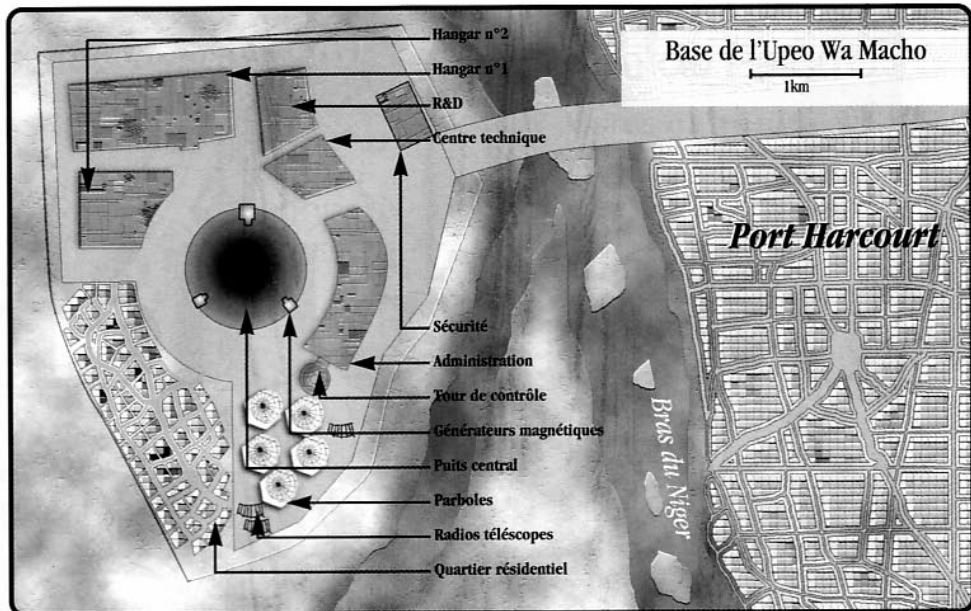 Hangar n°2
Hangar n°1
R&D
Centre technique
Base de l'Upeo Wa Macho
1km
Port Harcourt
Sécurité
Administration
Tour de contrôle
Générateurs magnétiques
Puits central
Parboles
Radios téléscopes
Quartier résidentiel
Bras du Niger